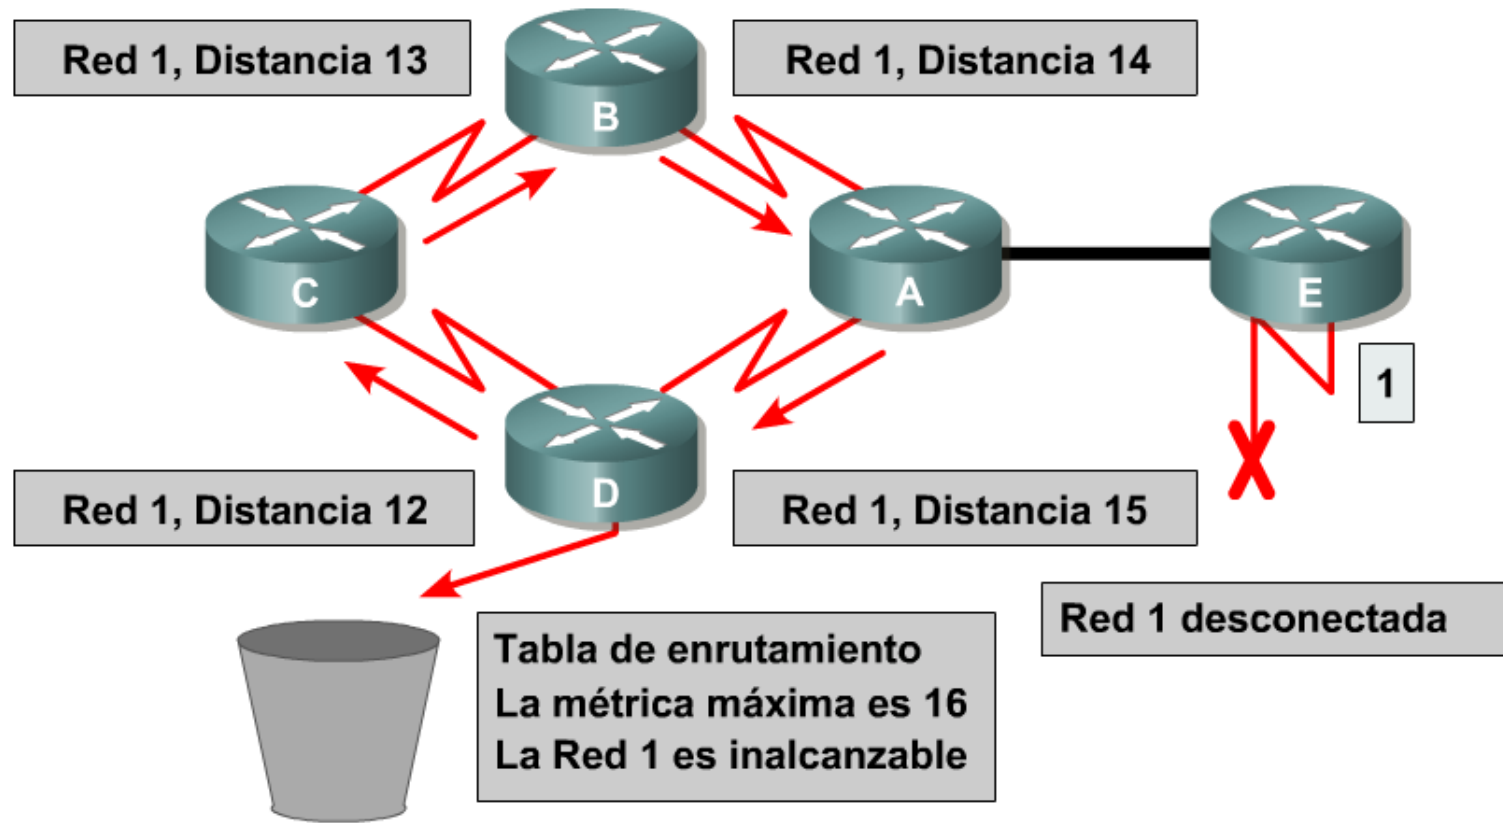 Red 1, Distancia 13
B
Red 1, Distancia 14
C
A
E
1
Red 1, Distancia 12
D
Red 1, Distancia 15
Red 1 desconectada
Tabla de enrutamiento
La métrica máxima es 16
La Red 1 es inalcanzable